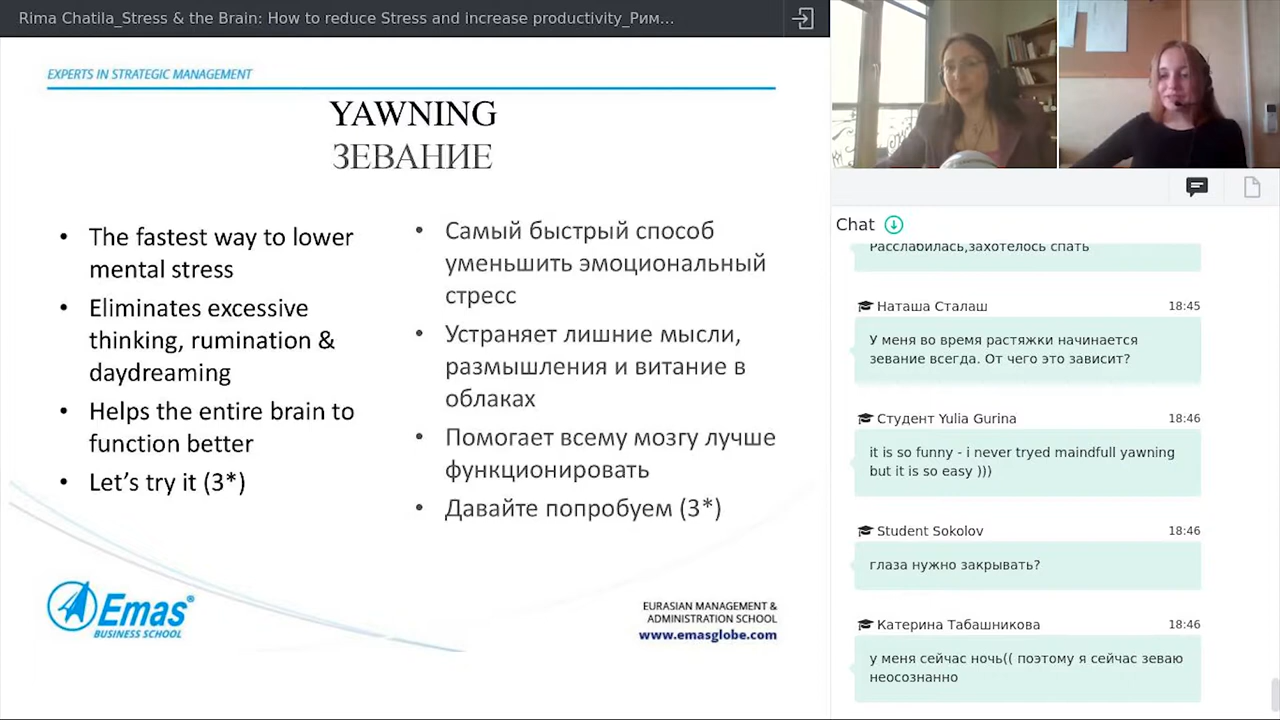 Rima Chatila_Stress & the Brain: How to reduce Stress and increase productivity_Рим...
EXPERTS IN STRATEGIC MANAGEMENT
YAWNING
ЗЕВАНИЕ
• The fastest way to lower
mental stress
• Eliminates excessive
thinking, rumination &
daydreaming
• Helps the entire brain to
function better
• Let's try it (3*)
• Самый быстрый способ
уменьшить эмоциональный
стресс
• Устраняет лишние мысли,
размышления и витание в
облаках
• Помогает всему мозгу лучше
функционировать
• Давайте попробуем (3*)
Emas®
BUSINESS SCHOOL
EURASIAN MANAGEMENT &
ADMINISTRATION SCHOOL
www.emasglobe.com
Chat
Расслабилась,захотелось спать
Наташа Сталаш 18:45
У меня во время растяжки начинается
зевание всегда. От чего это зависит?
Студент Yulia Gurina 18:46
it is so funny - i never tryed maindfull yawning
but it is so easy )))
Student Sokolov 18:46
глаза нужно закрывать?
Катерина Табашникова 18:46
у меня сейчас ночь(( поэтому я сейчас зеваю
неосознанно